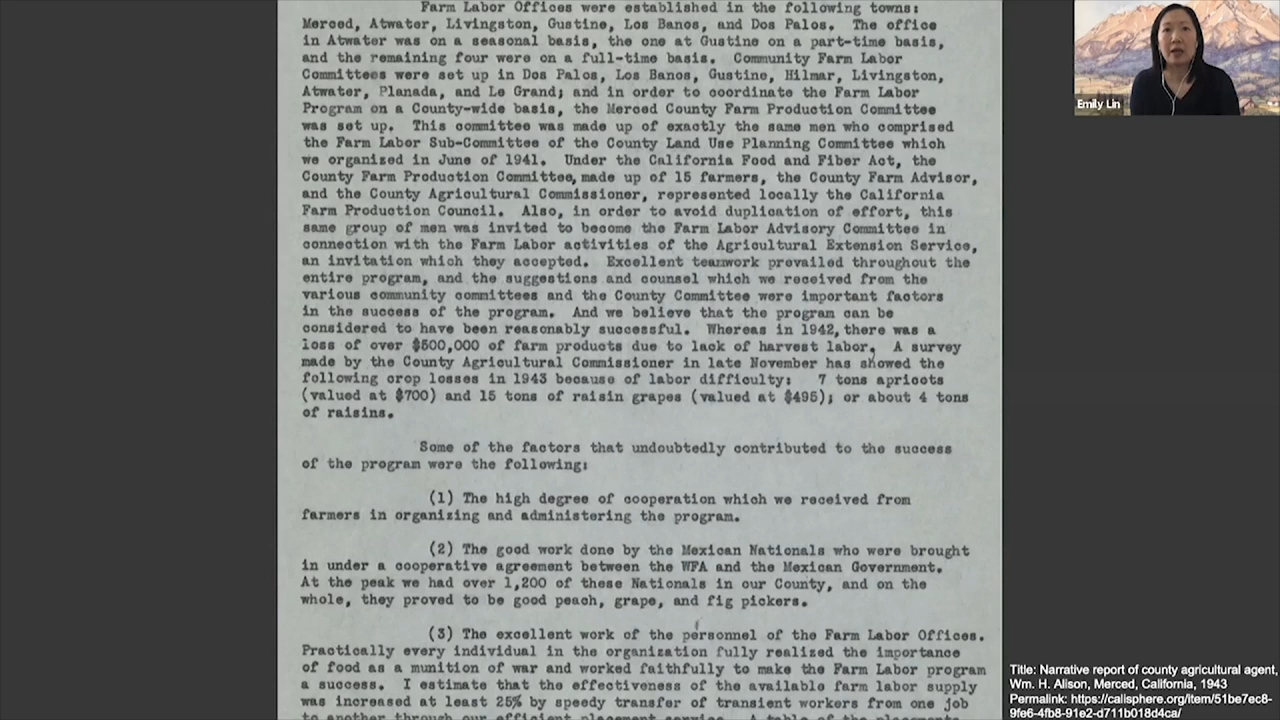 Farm Labor Offices were established in the following towns:
Merced, Atwater, Livingston, Gustine, Los Banos, and Dos Palos. The office
in Atwater was on a seasonal basis, the one at Gustine on a part-time basis,
and the remaining four were on a full-time basis. Community Farm Labor
Committees were set up in Dos Palos, Los Banos, Gustine, Hilmar, Livingston,
Atwater, Planada, and Le Grand; and in order to coordinate the Farm Labor
Program on a County-wide basis, the Merced County Farm Production Committee
was set up. This committee was made up of exactly the same men who comprised
the Farm Labor Sub-Committee of the County Land Use Planning Committee which
we organized in June of 1941. Under the California Food and Fiber Act, the
County Farm Production Committee, made up of 15 farmers, the County Farm Advisor,
and the County Agricultural Commissioner, represented locally the California
Farm Production Council. Also, in order to avoid duplication of effort, this
same group of men was invited to become the Farm Labor Advisory Committee in
connection with the Farm Labor activities of the Agricultural Extension Service,
an invitation which they accepted. Excellent teamwork prevailed throughout the
entire program, and the suggestions and counsel which we received from the
various community committees and the County Committee were important factors
in the success of the program. And we believe that the program can be
considered to have been reasonably successful. Whereas in 1942, there was a
loss of over $500,000 of farm products due to lack of harvest labor, A survey
made by the County Agricultural Commissioner in late November has showed the
following crop losses in 1943 because of labor difficulty: 7 tons apricots
(valued at $700) and 15 tons of raisin grapes (valued at $495); or about 4 tons
of raisins.
Some of the factors that undoubtedly contributed to the success
of the program were the following:
(1) The high degree of cooperation which we received from
farmers in organizing and administering the program.
(2) The good work done by the Mexican Nationals who were brought
in under a cooperative agreement between the WFA and the Mexican Government.
At the peak we had over 1,200 of these Nationals in our County, and on the
whole, they proved to be good peach, grape, and fig pickers.
(3) The excellent work of the personnel of the Farm Labor Offices.
Practically every individual in the organization fully realized the importance
of food as a munition of war and worked faithfully to make the Farm Labor program
a success. I estimate that the effectiveness of the available farm labor supply
was increased at least 25% by speedy transfer of transient workers from one job
to another through our efficient placement service. A table of the placements
Emily Lin
Title: Narrative report of county agricultural agent,
Wm. H. Alison, Merced, California, 1943
Permalink: https://calisphere.org/item/51be7ec8-
9fe6-4fb8-91e2-d711b018d4ca/